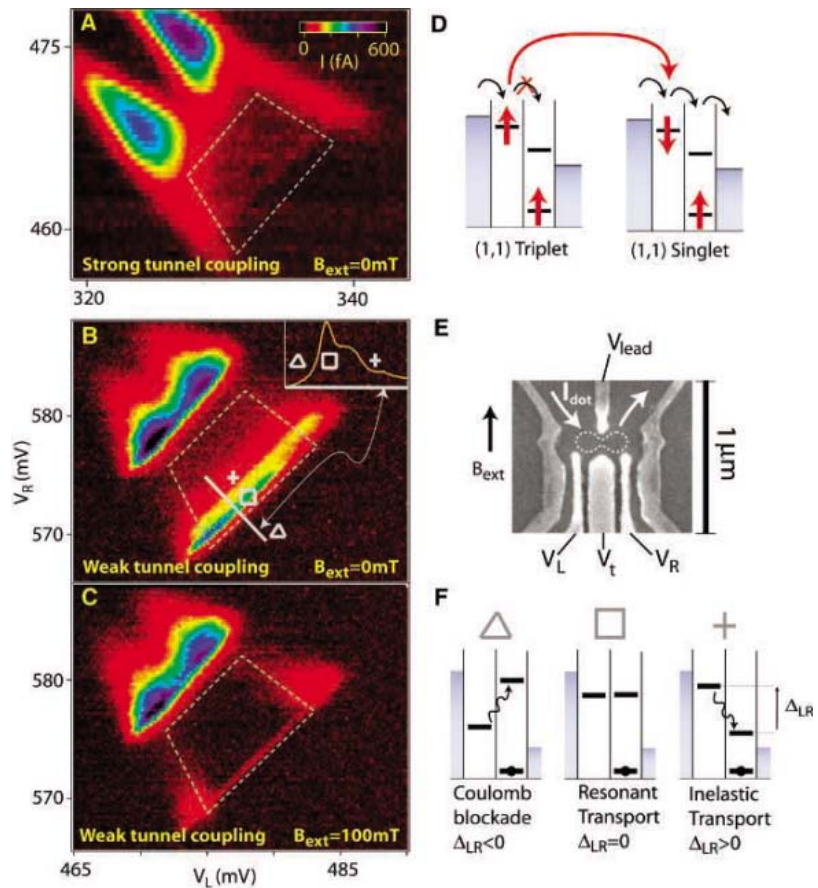 A
475
460
0
600
I (fA)
Strong tunnel coupling
B_ext=0mT
320
340
B
580
570
V_R (mV)
Weak tunnel coupling
B_ext=0mT
C
580
570
Weak tunnel coupling
B_ext=100mT
465
V_L (mV)
485
D
(1,1) Triplet
(1,1) Singlet
E
V_lead
I_dot
B_ext
1 μm
V_L
V_t
V_R
F
Δ_LR
Coulomb
blockade
Δ_LR<0
Resonant
Transport
Δ_LR=0
Inelastic
Transport
Δ_LR>0